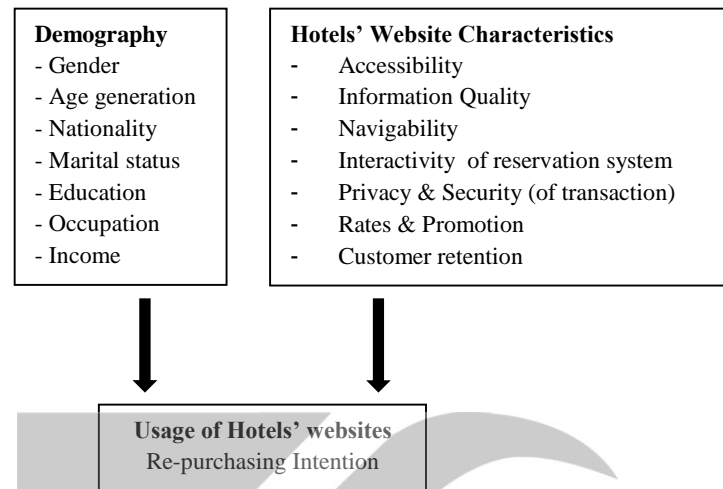 Demography
- Gender
- Age generation
- Nationality
- Marital status
- Education
- Occupation
- Income
Hotels’ Website Characteristics
- Accessibility
- Information Quality
- Navigability
- Interactivity of reservation system
- Privacy & Security (of transaction)
- Rates & Promotion
- Customer retention
Usage of Hotels’ websites
Re-purchasing Intention